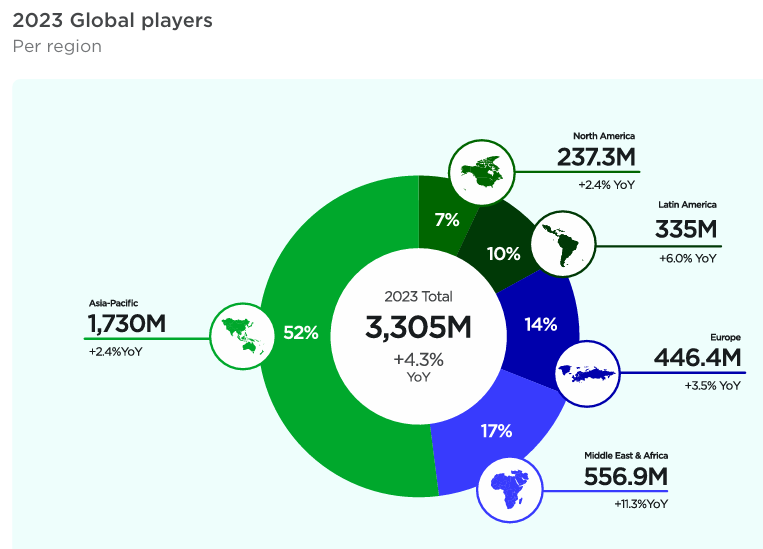 2023 Global players
Per region
North America
237.3M
+2.4% YoY
7%
Latin America
335M
+6.0% YoY
10%
2023 Total
3,305M
+4.3%
YoY
Asia-Pacific
1,730M
+2.4%YoY
52%
14%
Europe
446.4M
+3.5% YoY
17%
Middle East & Africa
556.9M
+11.3%YoY